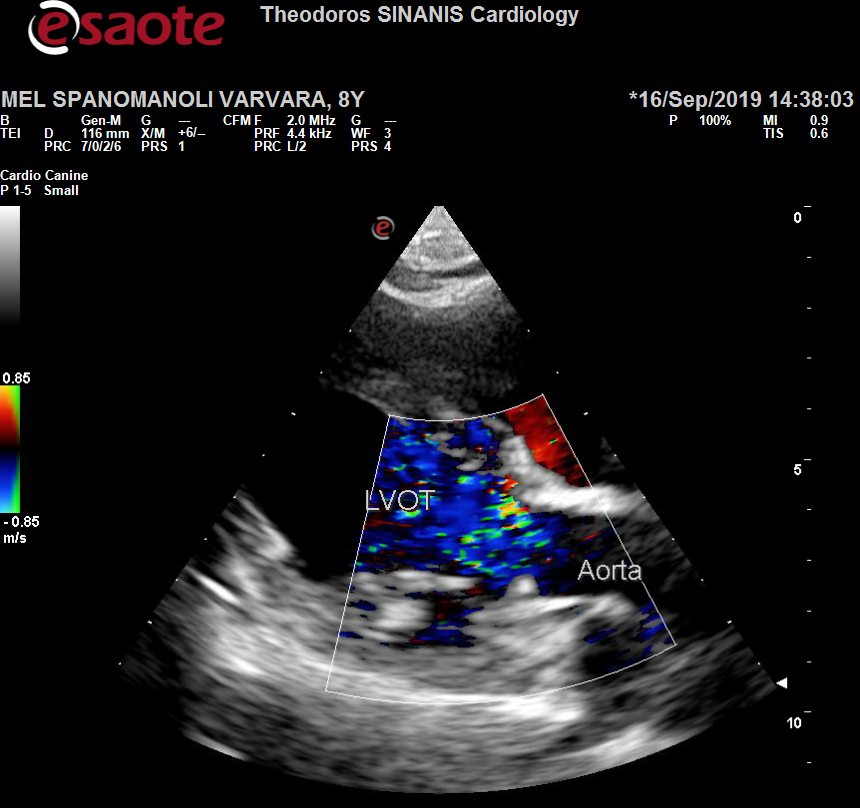 esaote
Theodoros SINANIS Cardiology
MEL SPANOMANOLI VARVARA, 8Y
*16/Sep/2019 14:38:03
B Gen-M G --- CFM F 2.0 MHz G --- P 100% MI 0.9
TEI D 116 mm X/M +6/-- PRF 4.4 kHz WF 3 TIS 0.6
PRC 7/0/2/6 PRS 1 PRC L/2 PRS 4
Cardio Canine
P 1-5 Small
e
0
0.85
5
LVOT
- 0.85
m/s
Aorta
10